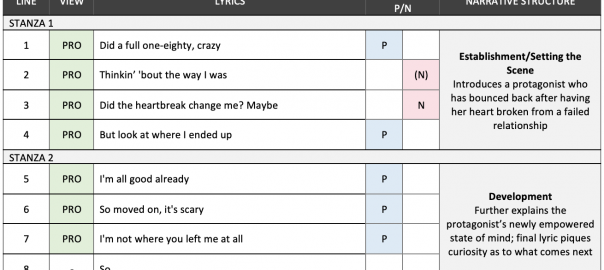 LINE VIEW LYRICS P/N NARRATIVE STRUCTURE
STANZA 1
1 PRO Did a full one-eighty, crazy P
2 PRO Thinkin’ 'bout the way I was (N)
3 PRO Did the heartbreak change me? Maybe N
4 PRO But look at where I ended up P
Establishment/Setting the
Scene
Introduces a protagonist who
has bounced back after having
her heart broken from a failed
relationship
STANZA 2
5 PRO I'm all good already P
6 PRO So moved on, it's scary P
7 PRO I'm not where you left me at all P
8 - So
Development
Further explains the
protagonist’s newly empowered
state of mind; final lyric piques
curiosity as to what comes next